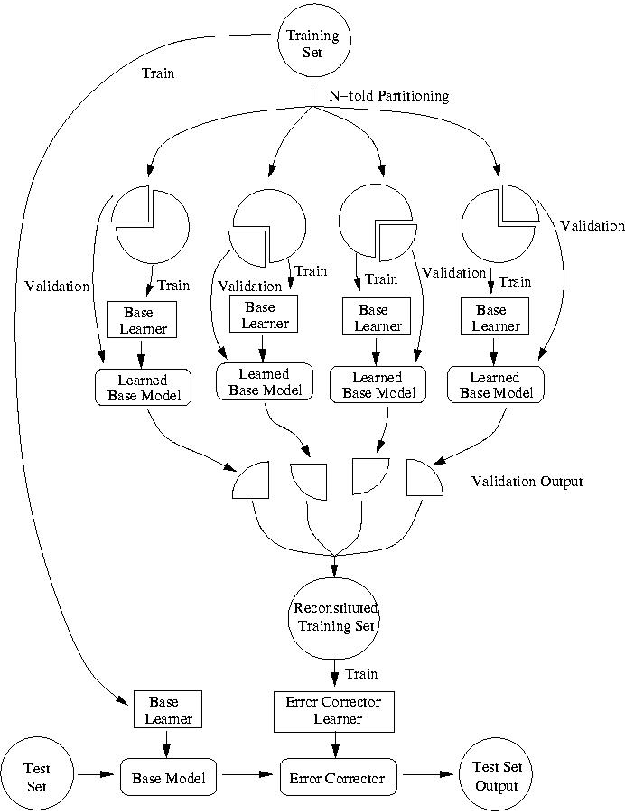 Training
Set
Train
N-fold Partitioning
Validation
Validation
Train
Validation
Train
Validation
Train
Train
Base
Learner
Base
Learner
Base
Learner
Base
Learner
Learned
Base Model
Learned
Base Model
Learned
Base Model
Learned
Base Model
Validation Output
Reconstituted
Training Set
Train
Base
Learner
Error Corrector
Learner
Test
Set
Base Model
Error Corrector
Test Set
Output